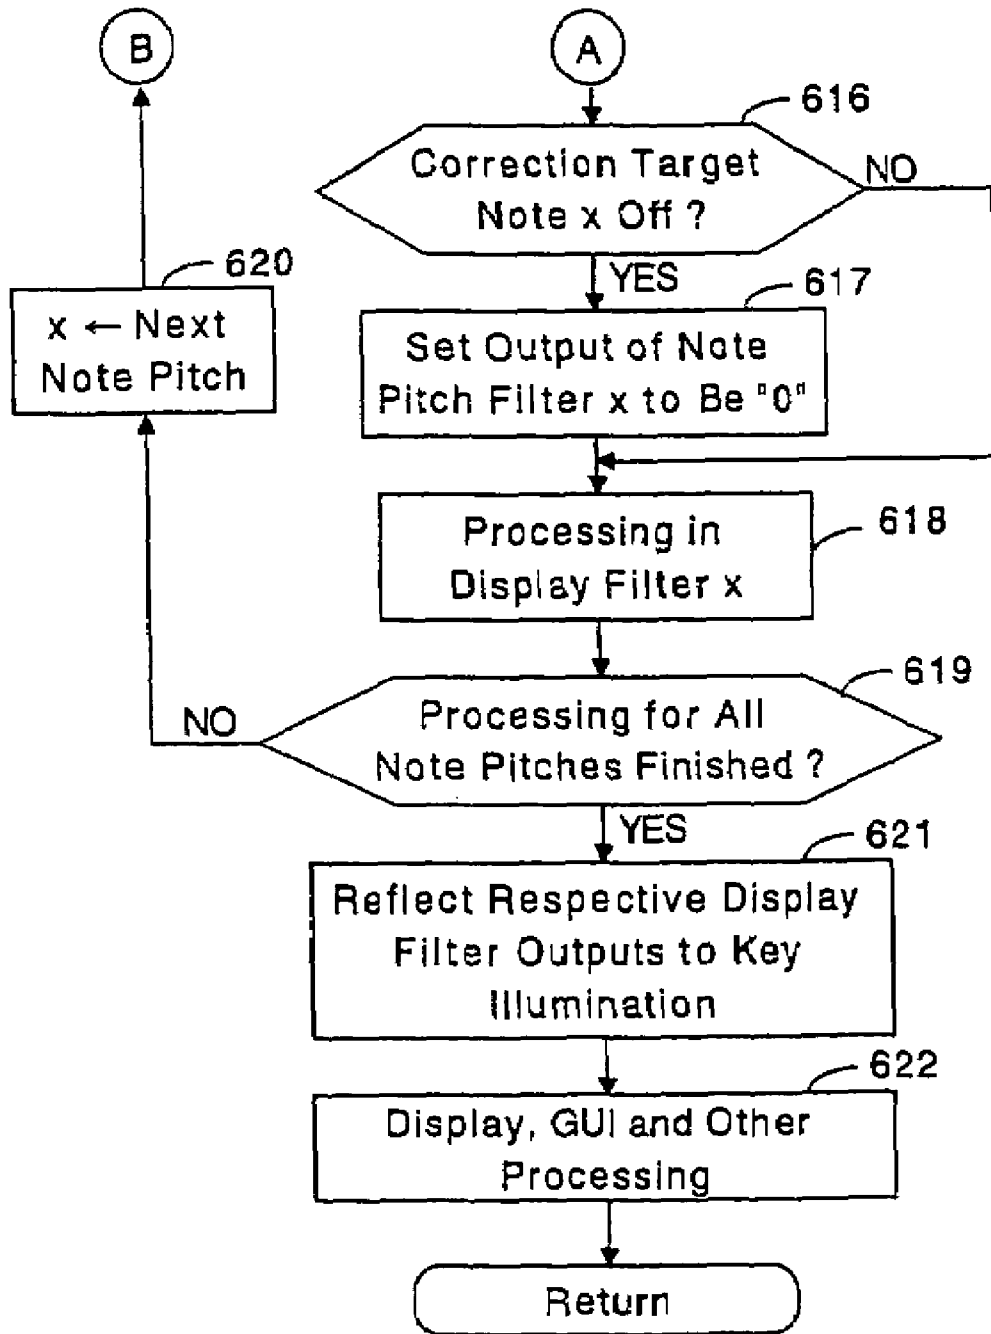 B
A
616
Correction Target
Note x Off ?
NO
YES
620
x ← Next
Note Pitch
617
Set Output of Note
Pitch Filter x to Be "0"
618
Processing in
Display Filter x
619
Processing for All
Note Pitches Finished ?
NO
YES
621
Reflect Respective Display
Filter Outputs to Key
Illumination
622
Display, GUI and Other
Processing
Return